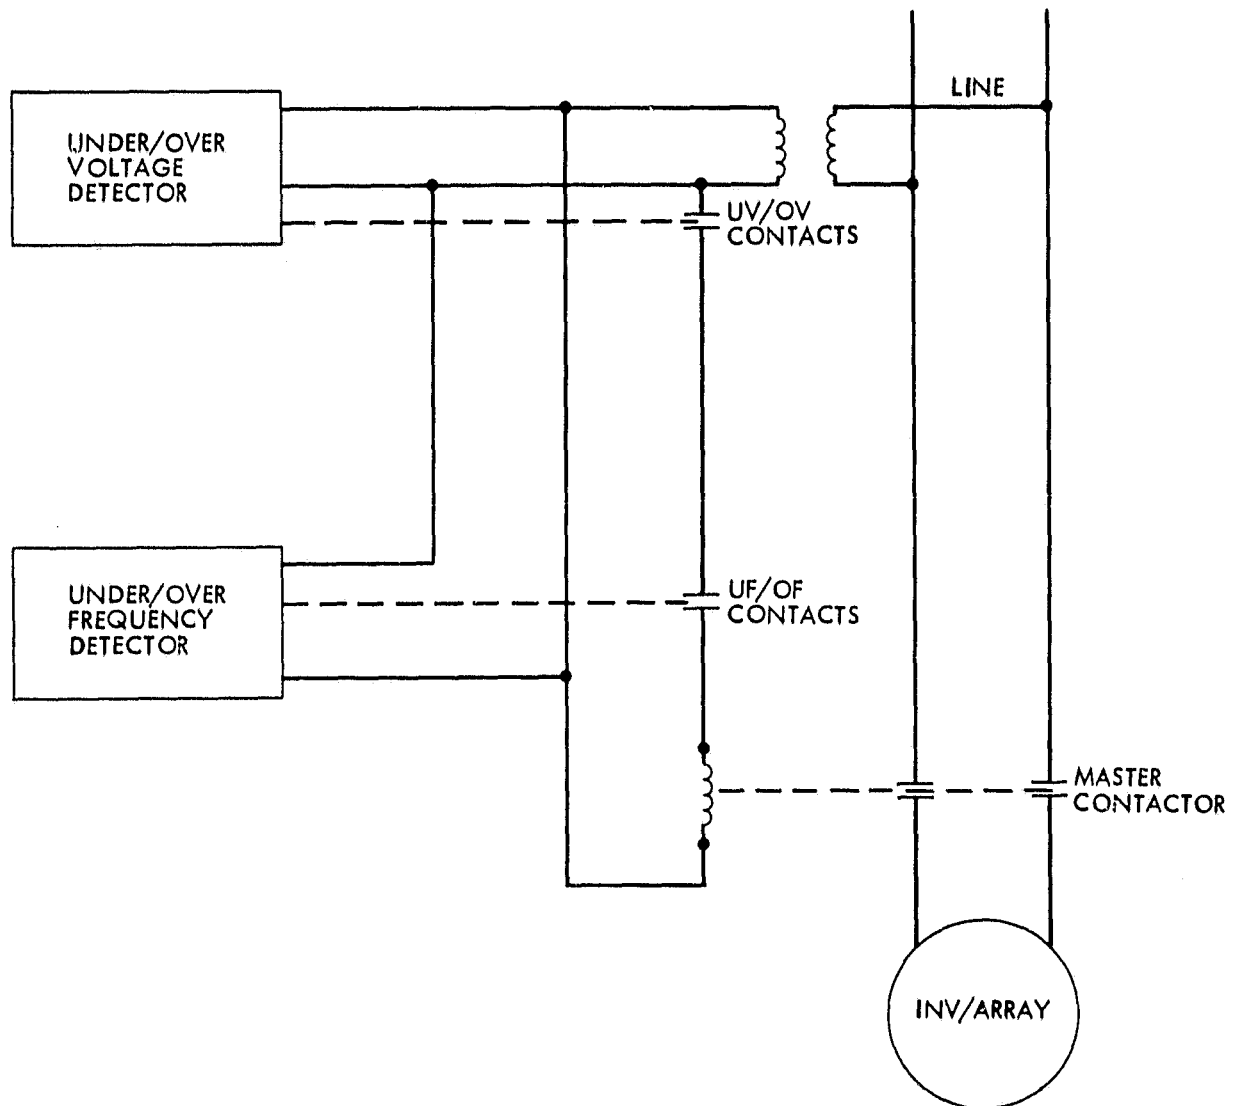 LINE
UNDER/OVER
VOLTAGE
DETECTOR
UV/OV
CONTACTS
UNDER/OVER
FREQUENCY
DETECTOR
UF/OF
CONTACTS
MASTER
CONTACTOR
INV/ARRAY